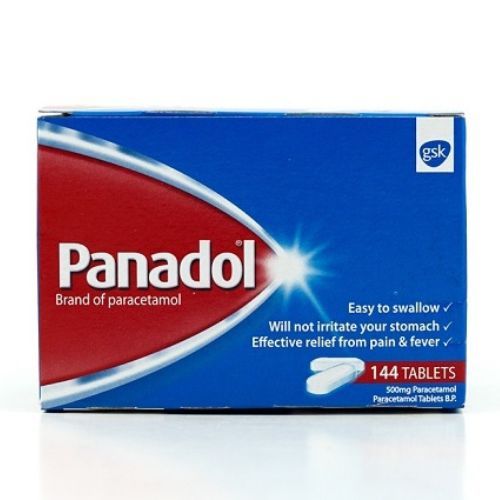 gsk
Panadol®
Brand of paracetamol
Easy to swallow ✓
Will not irritate your stomach ✓
Effective relief from pain & fever ✓
144 TABLETS
500mg Paracetamol
Paracetamol Tablets B.P.